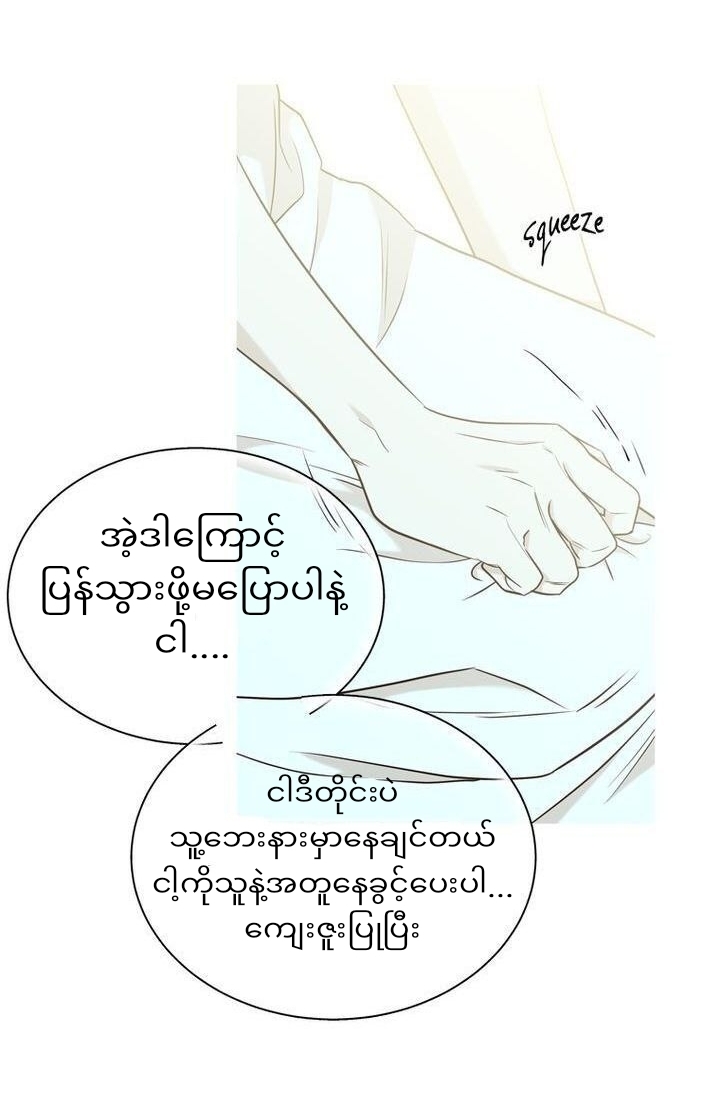 squeeze
အဲ့ဒါကြောင့်
ပြန်သွားဖို့မပြောပါနဲ့
ငါ....
ငါဒီတိုင်းပဲ
သူ့ဘေးနားမှာနေချင်တယ်
ငါ့ကိုသူနဲ့အတူနေခွင့်ပေးပါ...
ကျေးဇူးပြုပြီး